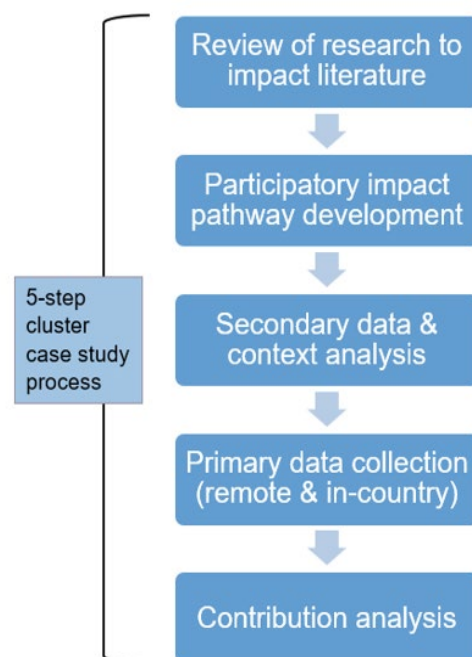 Review of research to
impact literature
Participatory impact
pathway development
5-step
cluster
case study
process
Secondary data &
context analysis
Primary data collection
(remote & in-country)
Contribution analysis